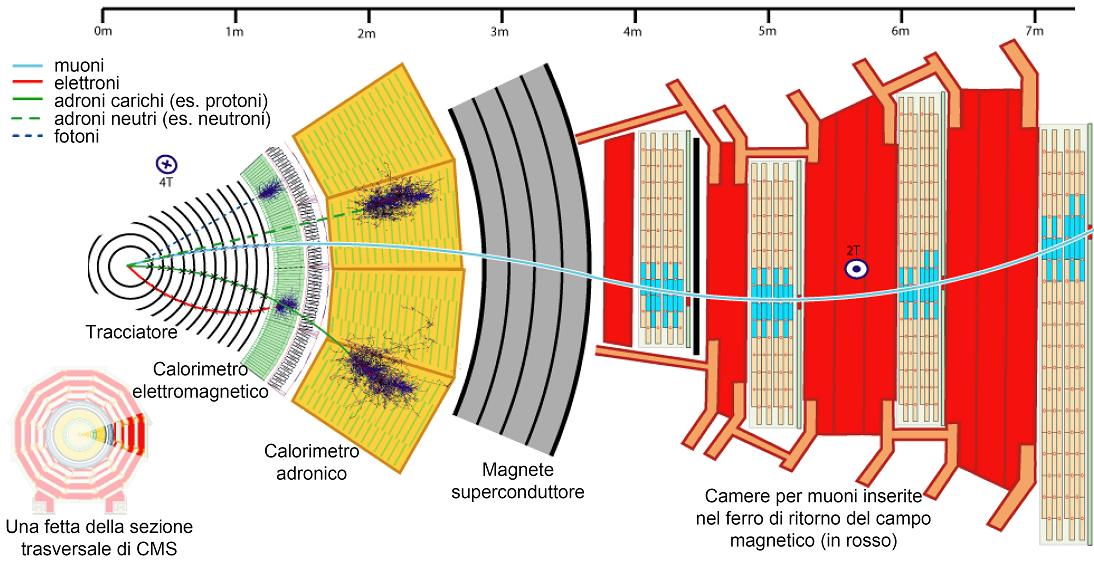 0m 1m 2m 3m 4m 5m 6m 7m
muoni
elettroni
adroni carichi (es. protoni)
adroni neutri (es. neutroni)
fotoni
4T
2T
Tracciatore
Calorimetro
elettromagnetico
Calorimetro
adronico
Magnete
superconduttore
Camere per muoni inserite
nel ferro di ritorno del campo
magnetico (in rosso)
Una fetta della sezione
trasversale di CMS